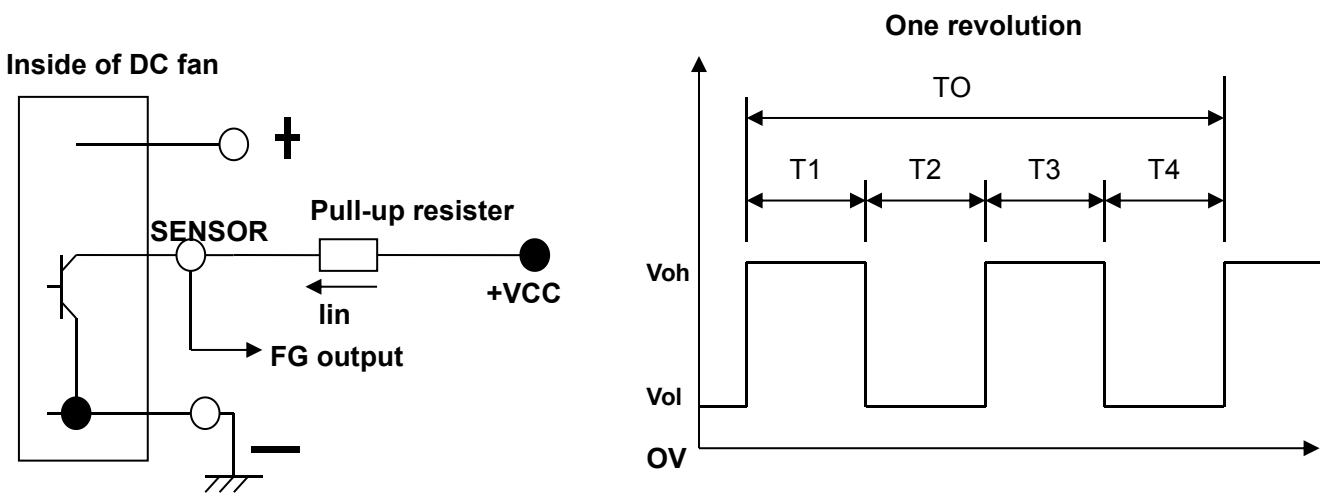 Inside of DC fan
+
SENSOR
Pull-up resister
+VCC
Iin
FG output
—
One revolution
TO
T1 T2 T3 T4
Voh
Vol
OV